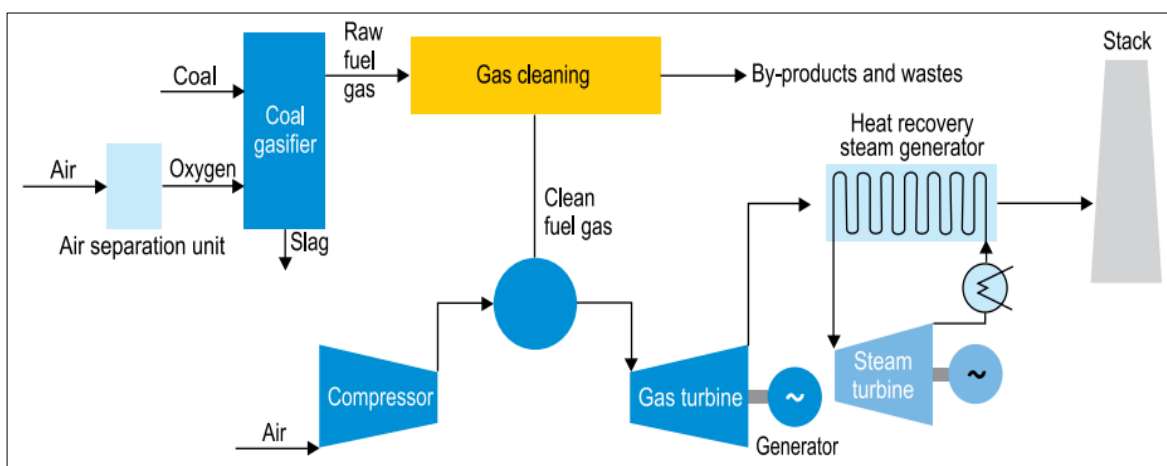 Stack
Raw
fuel
gas
Coal
Gas cleaning
By-products and wastes
Coal
gasifier
Heat recovery
steam generator
Air
Oxygen
Clean
fuel gas
Air separation unit
Slag
Compressor
Gas turbine
~
Steam
turbine
~
Air
Generator